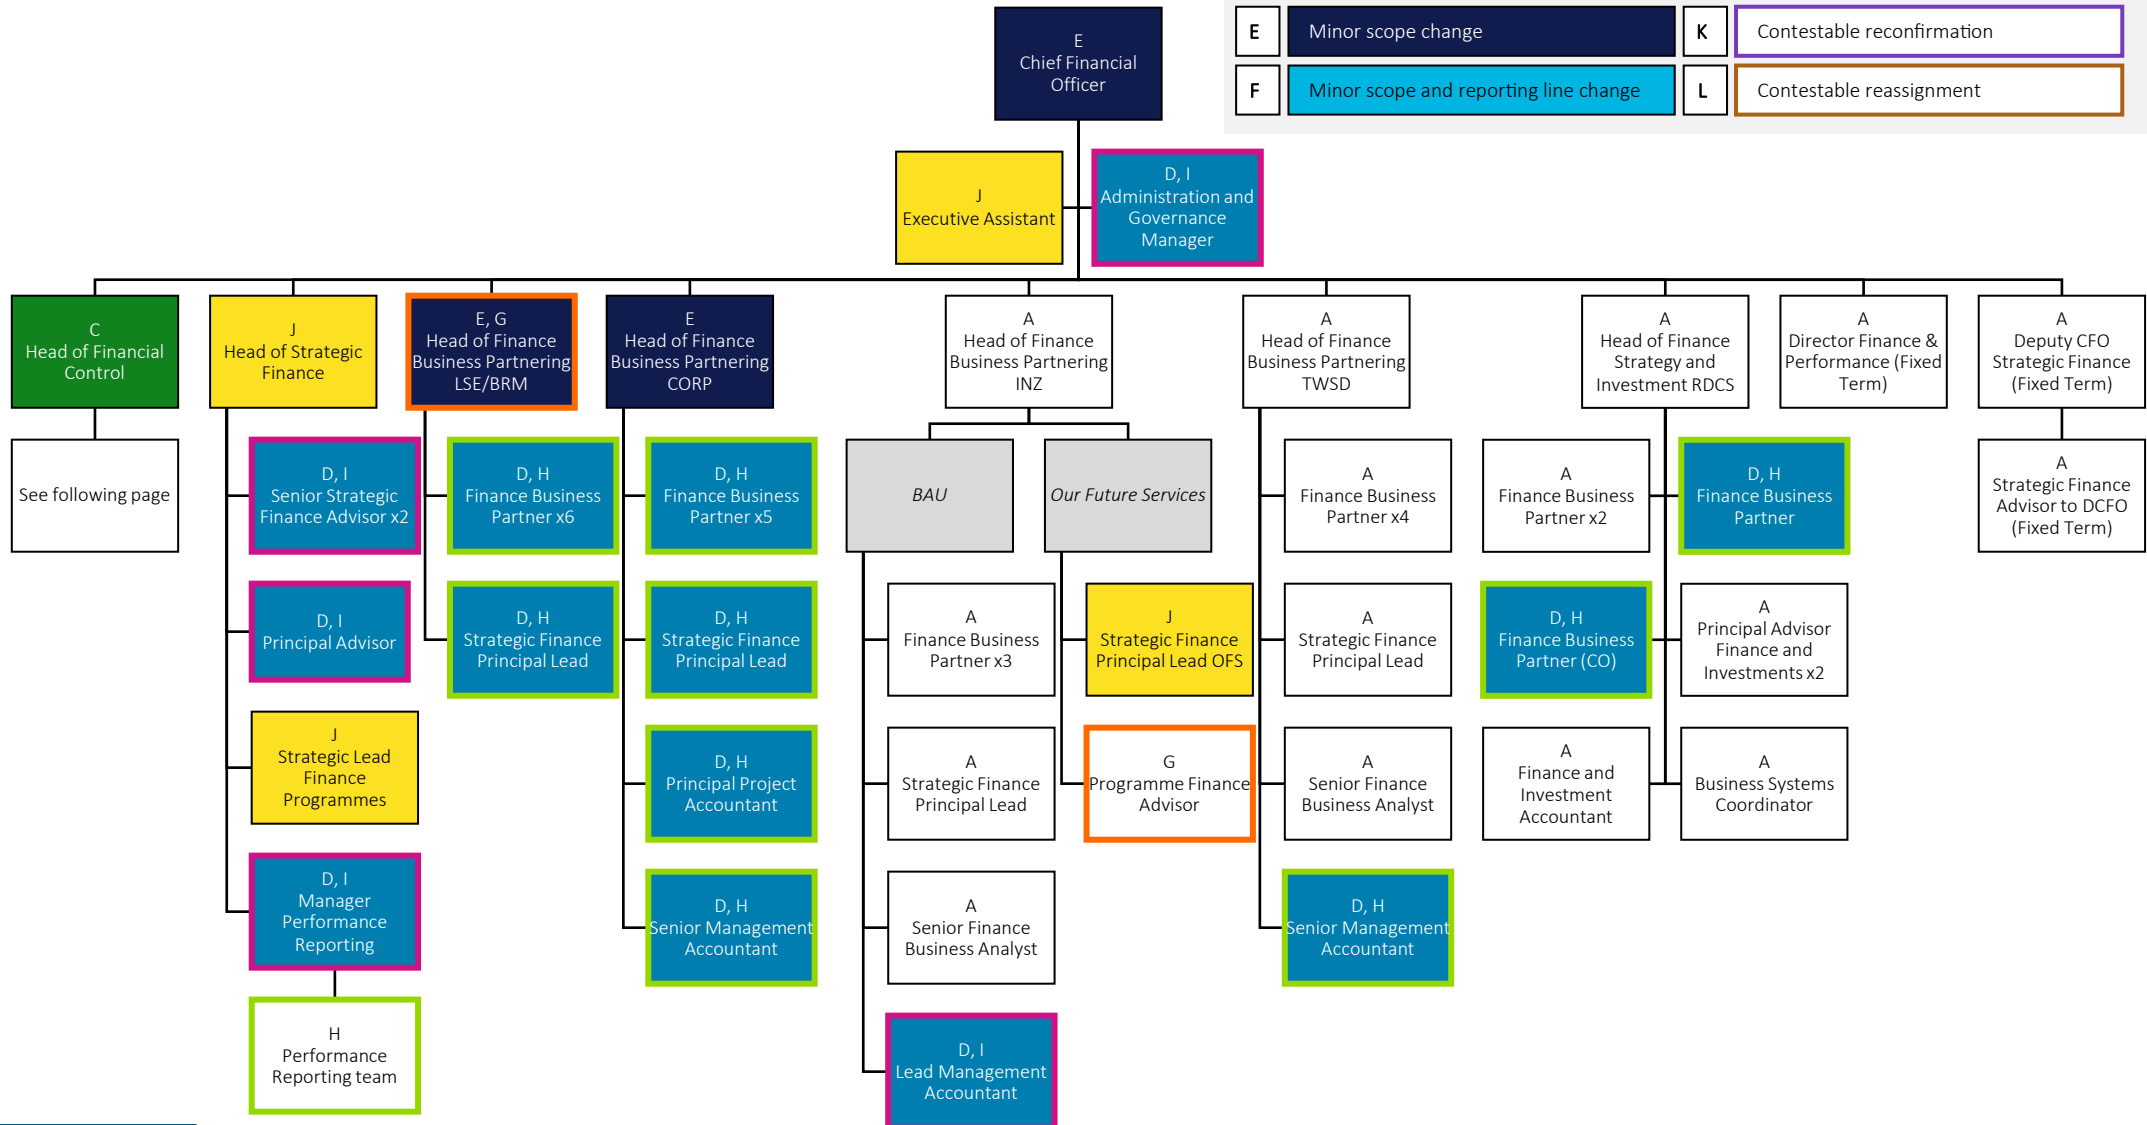 E
Minor scope change
K
Contestable reconfirmation
F
Minor scope and reporting line change
L
Contestable reassignment
E
Chief Financial
Officer
J
Executive Assistant
D, I
Administration and
Governance
Manager
C
Head of Financial
Control
J
Head of Strategic
Finance
E, G
Head of Finance
Business Partnering
LSE/BRM
E
Head of Finance
Business Partnering
CORP
A
Head of Finance
Business Partnering
INZ
A
Head of Finance
Business Partnering
TWSD
A
Head of Finance
Strategy and
Investment RDCS
A
Director Finance &
Performance (Fixed
Term)
A
Deputy CFO
Strategic Finance
(Fixed Term)
See following page
D, I
Senior Strategic
Finance Advisor x2
D, H
Finance Business
Partner x6
D, H
Finance Business
Partner x5
BAU
Our Future Services
A
Finance Business
Partner x4
A
Finance Business
Partner x2
D, H
Finance Business
Partner
A
Strategic Finance
Advisor to DCFO
(Fixed Term)
D, I
Principal Advisor
D, H
Strategic Finance
Principal Lead
D, H
Strategic Finance
Principal Lead
A
Finance Business
Partner x3
J
Strategic Finance
Principal Lead OFS
A
Strategic Finance
Principal Lead
D, H
Finance Business
Partner (CO)
A
Principal Advisor
Finance and
Investments x2
J
Strategic Lead
Finance
Programmes
D, H
Principal Project
Accountant
A
Strategic Finance
Principal Lead
G
Programme Finance
Advisor
A
Senior Finance
Business Analyst
A
Finance and
Investment
Accountant
A
Business Systems
Coordinator
D, I
Manager
Performance
Reporting
D, H
Senior Management
Accountant
A
Senior Finance
Business Analyst
D, H
Senior Management
Accountant
H
Performance
Reporting team
D, I
Lead Management
Accountant